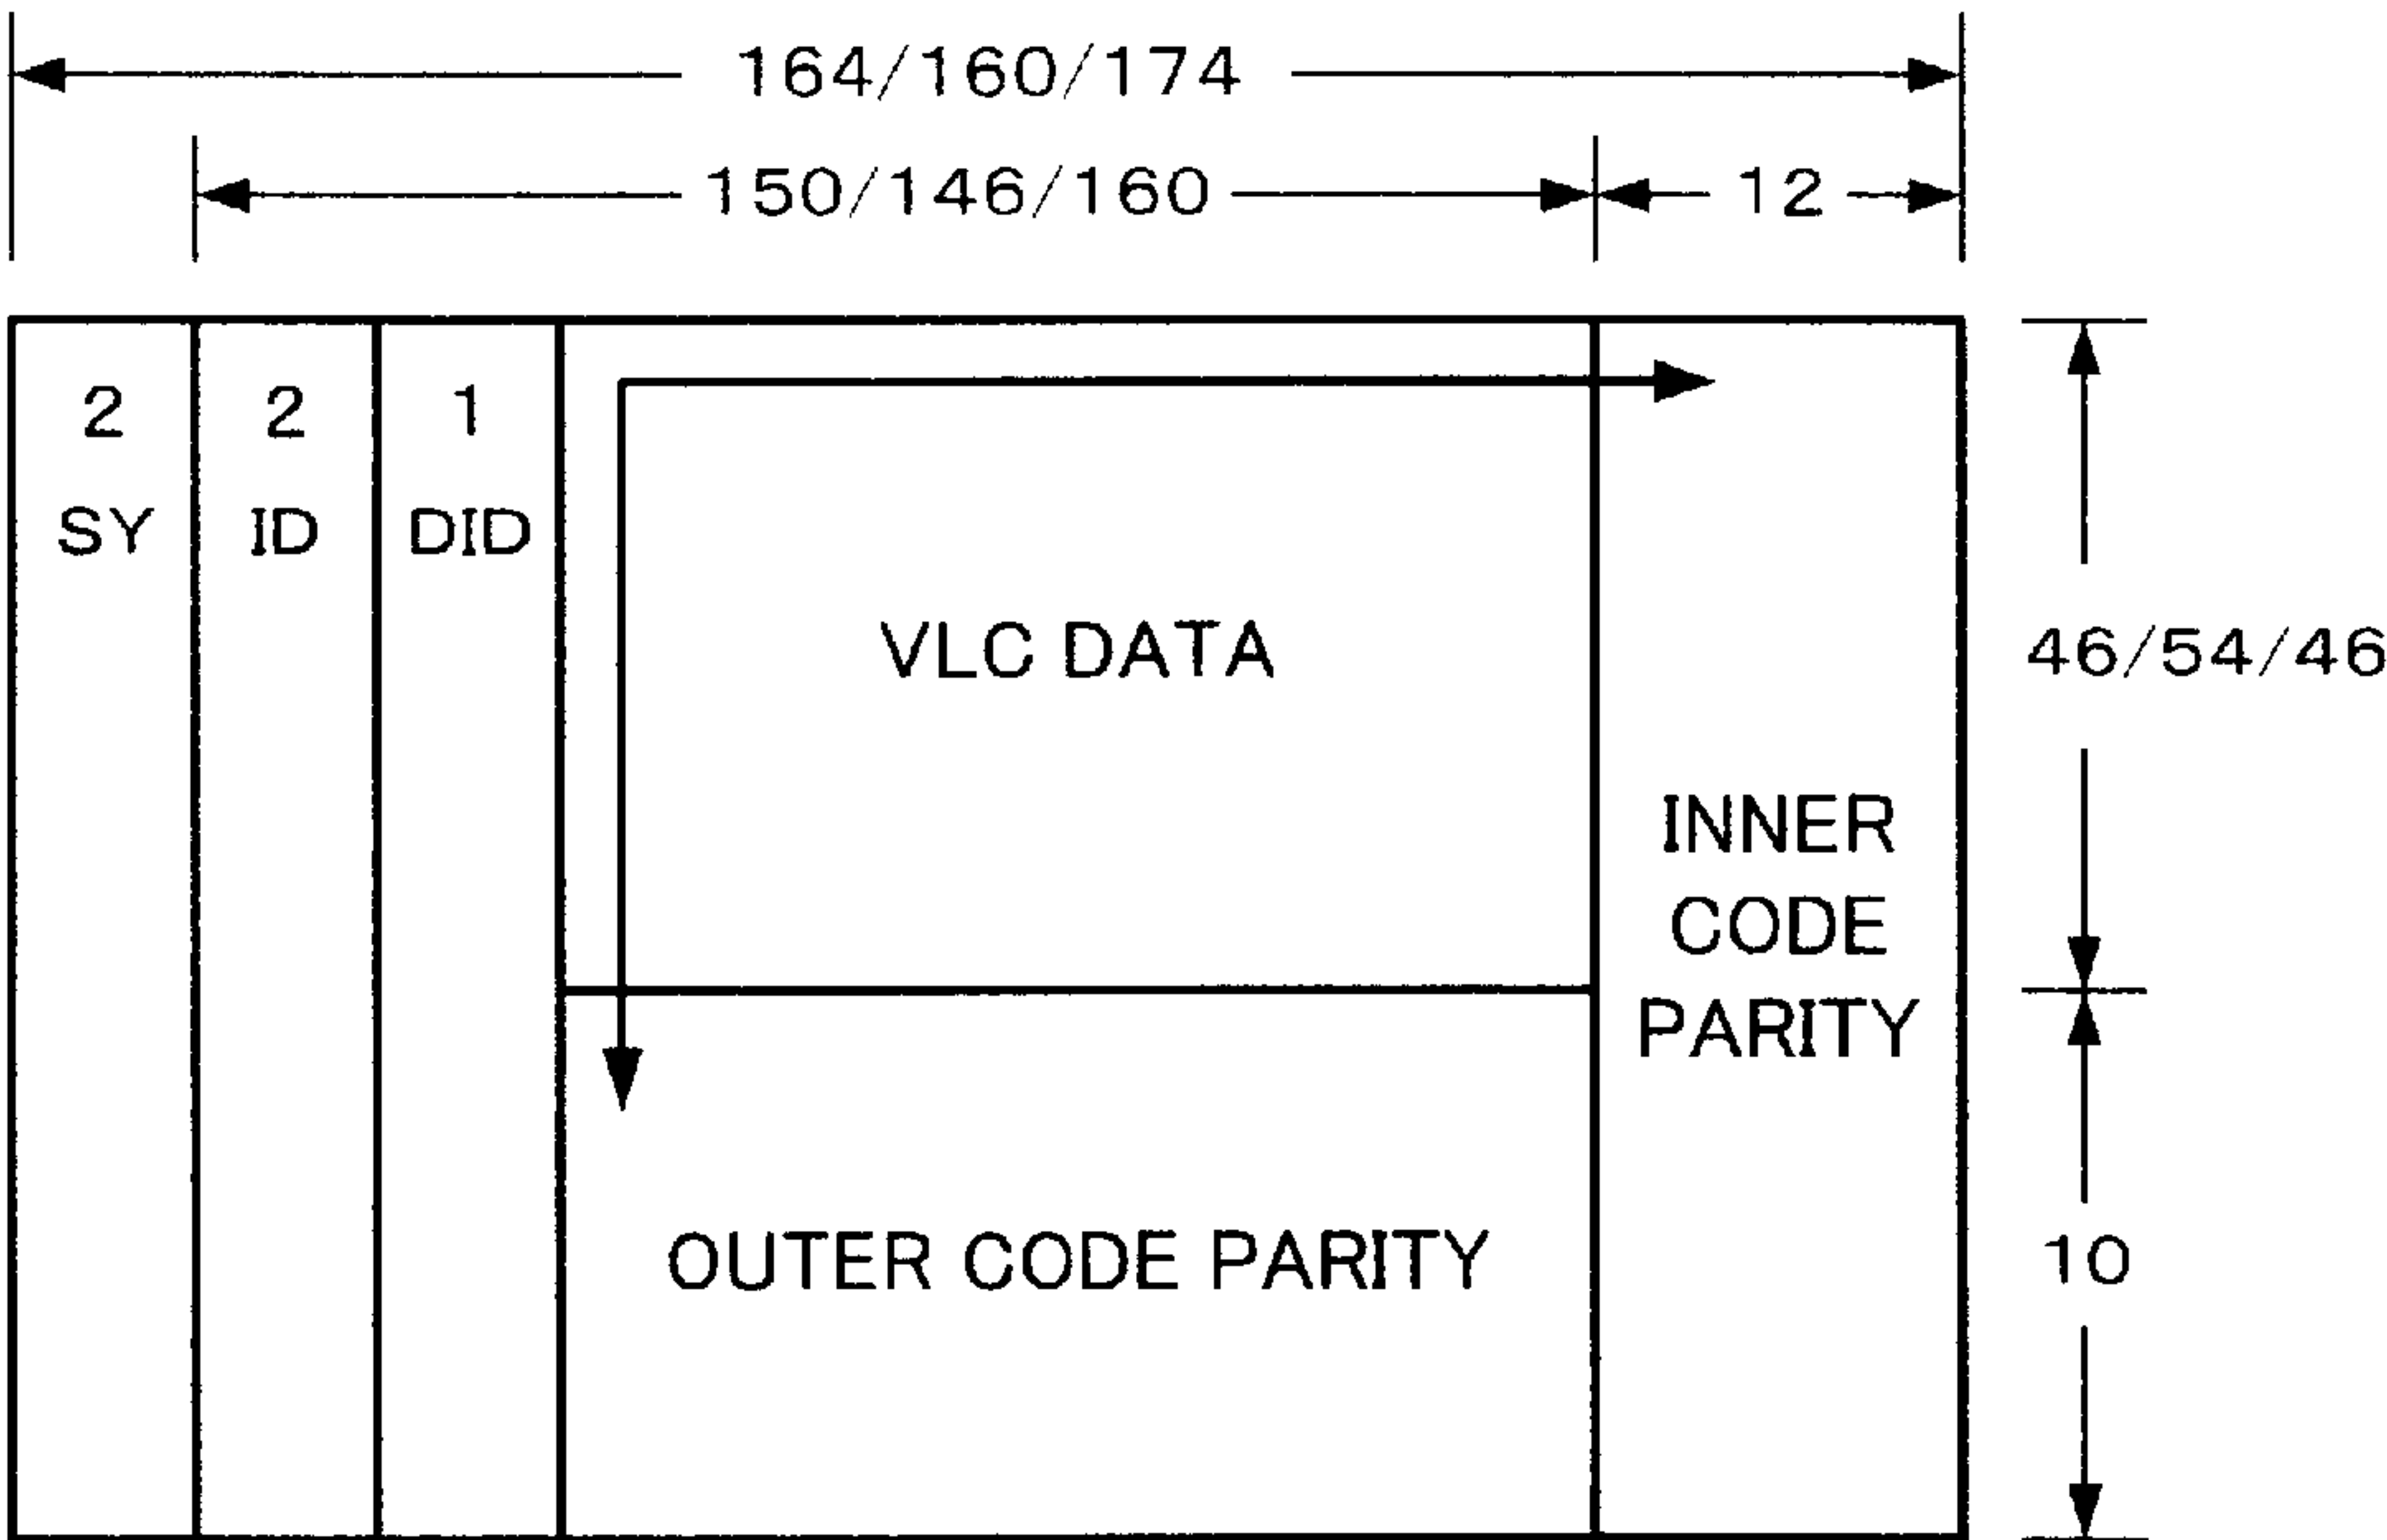 164/160/174
150/146/160
12
2
SY
2
ID
1
DID
VLC DATA
46/54/46
INNER
CODE
PARITY
OUTER CODE PARITY
10